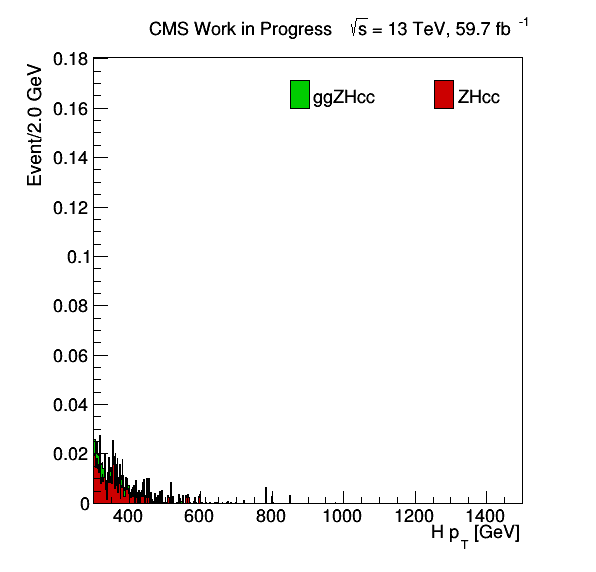 CMS Work in Progress √s = 13 TeV, 59.7 fb⁻¹
Event/2.0 GeV
0.18
ggZHcc ZHcc
0.16
0.14
0.12
0.1
0.08
0.06
0.04
0.02
0
400 600 800 1000 1200 1400
H p_T [GeV]